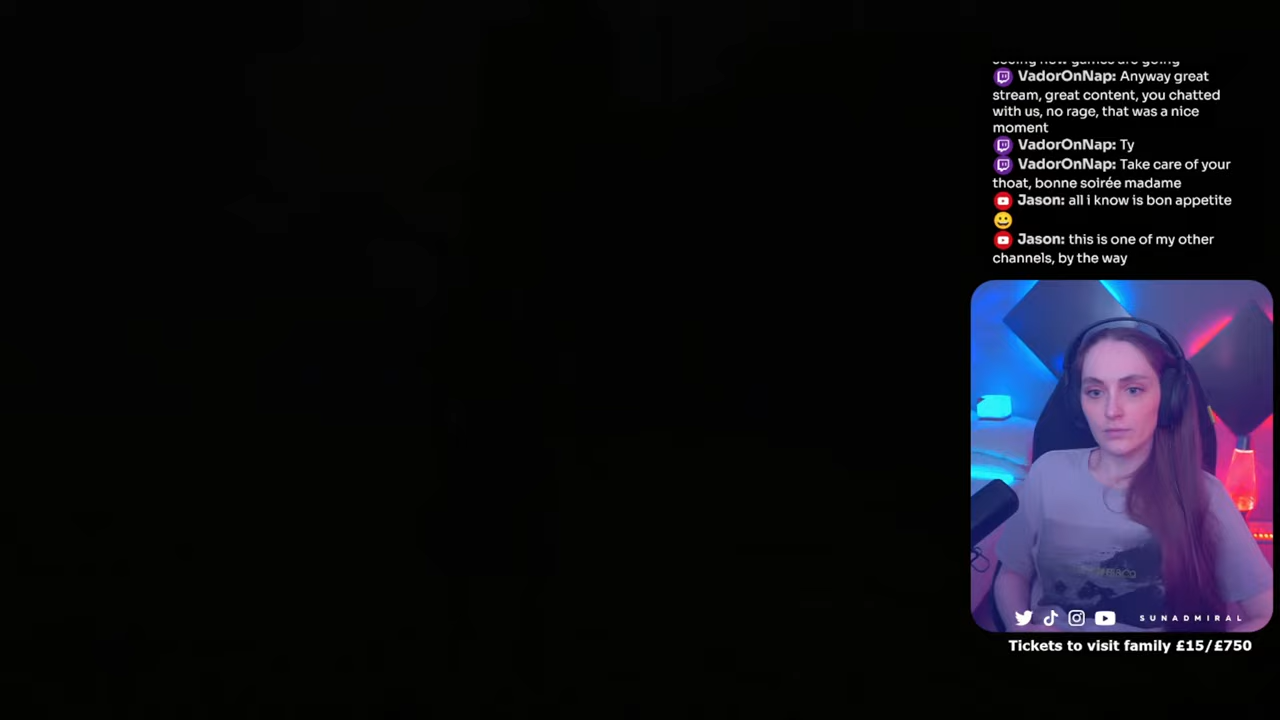 VadorOnNap: Anyway great
stream, great content, you chatted
with us, no rage, that was a nice
moment
VadorOnNap: Ty
VadorOnNap: Take care of your
thoat, bonne soirée madame
Jason: all i know is bon appetite
😀
Jason: this is one of my other
channels, by the way
SUNADMIRAL
Tickets to visit family £15/£750